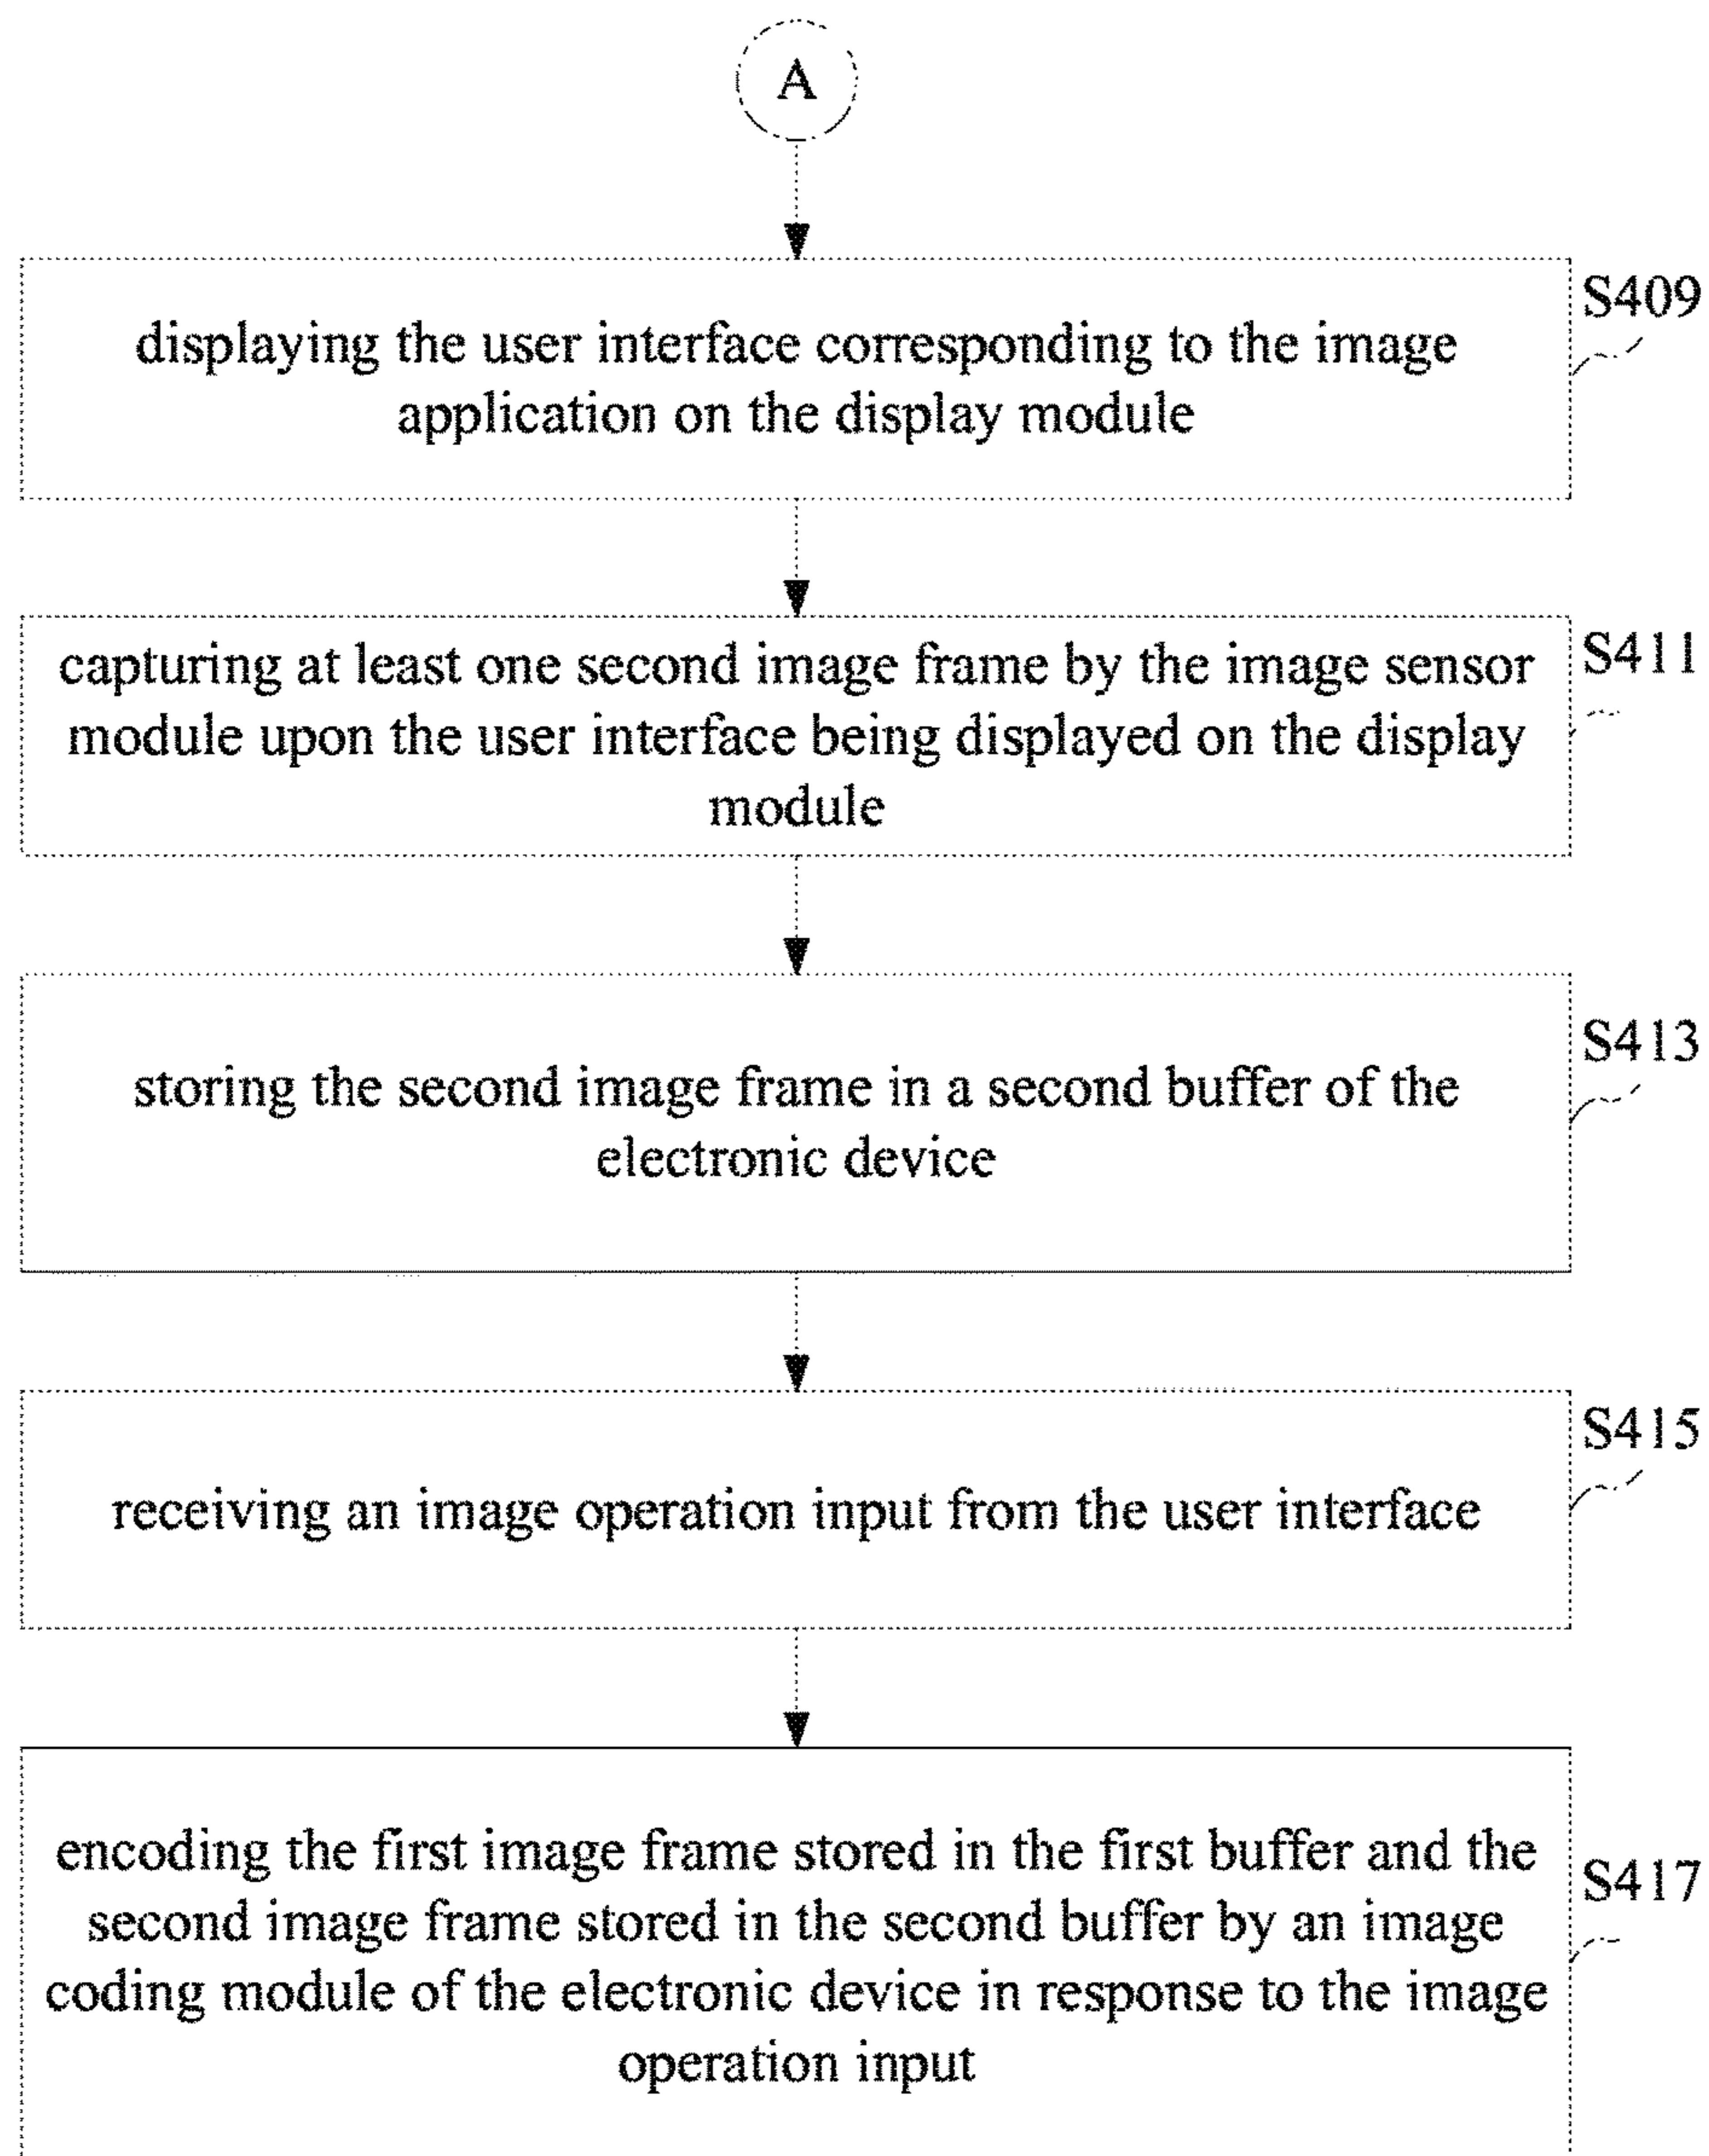 A
S409
displaying the user interface corresponding to the image
application on the display module
S411
capturing at least one second image frame by the image sensor
module upon the user interface being displayed on the display
module
S413
storing the second image frame in a second buffer of the
electronic device
S415
receiving an image operation input from the user interface
S417
encoding the first image frame stored in the first buffer and the
second image frame stored in the second buffer by an image
coding module of the electronic device in response to the image
operation input